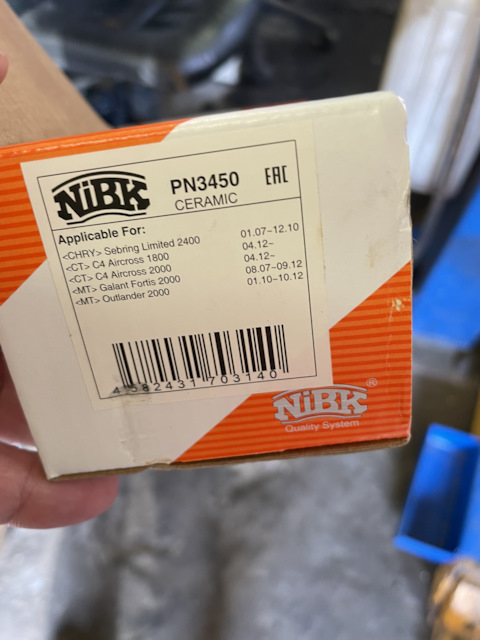 NiBK PN3450 EAC
CERAMIC
Applicable For:
<CHRY> Sebring Limited 2400 01.07~12.10
<CT> C4 Aircross 1800 04.12~
<CT> C4 Aircross 2000 04.12~
<MT> Galant Fortis 2000 08.07~09.12
<MT> Outlander 2000 01.10~10.12
4 582431 703140
NiBK®
Quality System